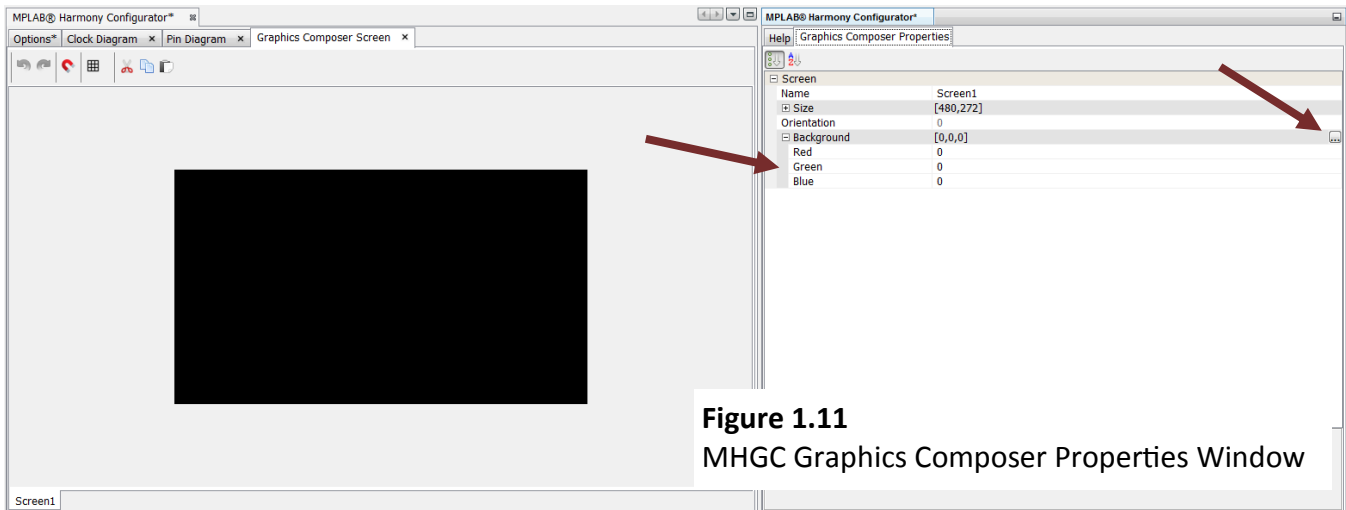 MPLAB® Harmony Configurator*
Options* Clock Diagram Pin Diagram Graphics Composer Screen
Screen1
MPLAB® Harmony Configurator*
Help Graphics Composer Properties
Screen
Name Screen1
Size [480,272]
Orientation 0
Background [0,0,0]
Red 0
Green 0
Blue 0
Figure 1.11
MHGC Graphics Composer Properties Window